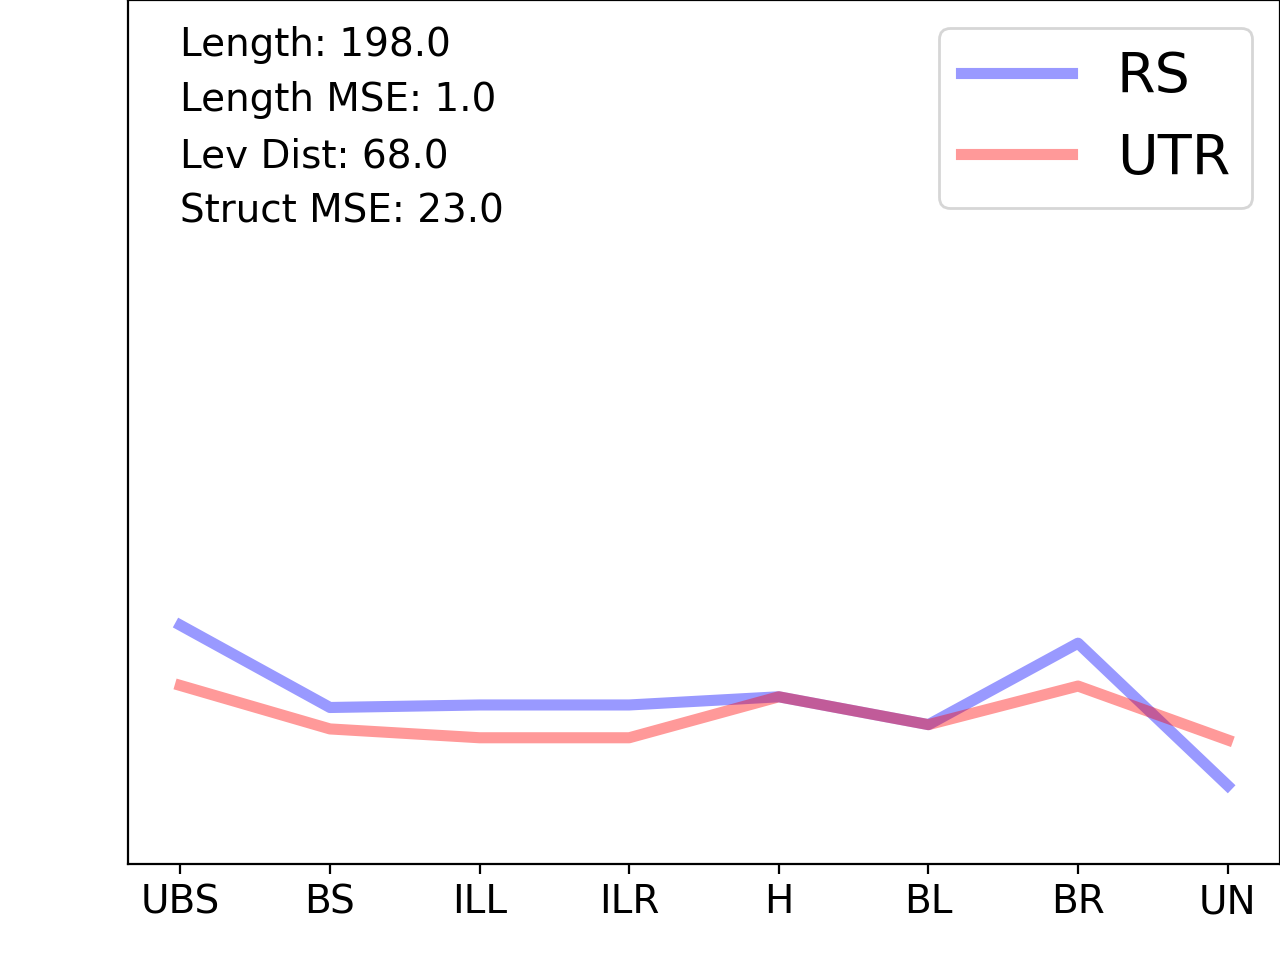 Length: 198.0
Length MSE: 1.0
Lev Dist: 68.0
Struct MSE: 23.0
RS
UTR
UBS BS ILL ILR H BL BR UN